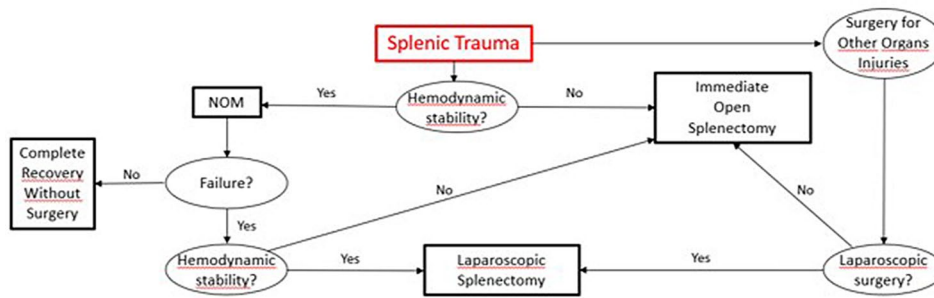 Splenic Trauma
Surgery for
Other Organs
Injuries
Hemodynamic
stability?
Yes
No
NOM
Immediate
Open
Splenectomy
Complete
Recovery
Without
Surgery
No
Failure?
Yes
No
No
Hemodynamic
stability?
Yes
Laparoscopic
Splenectomy
Yes
Laparoscopic
surgery?